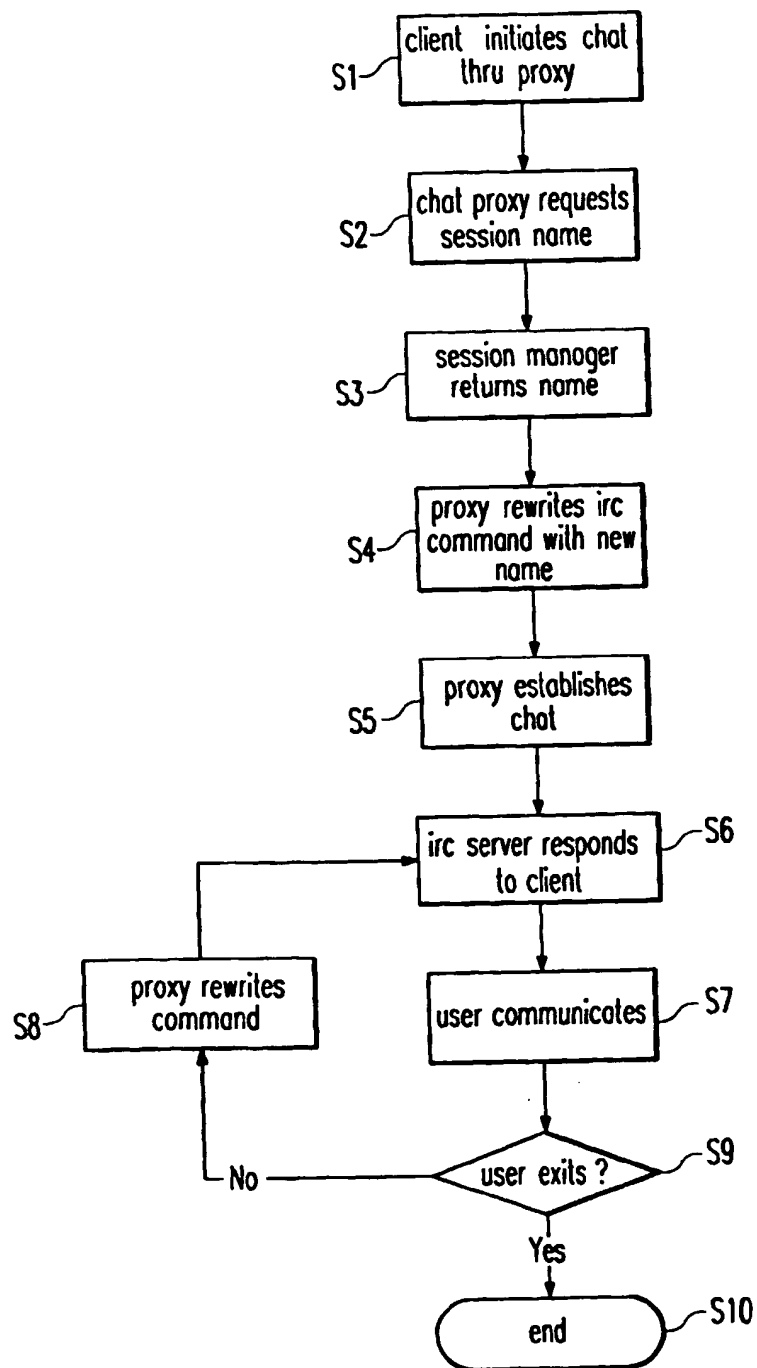 client initiates chat
thru proxy
S1
chat proxy requests
session name
S2
session manager
returns name
S3
proxy rewrites irc
command with new
name
S4
proxy establishes
chat
S5
irc server responds
to client
S6
proxy rewrites
command
S8
user communicates
S7
user exits ?
S9
No
Yes
end
S10